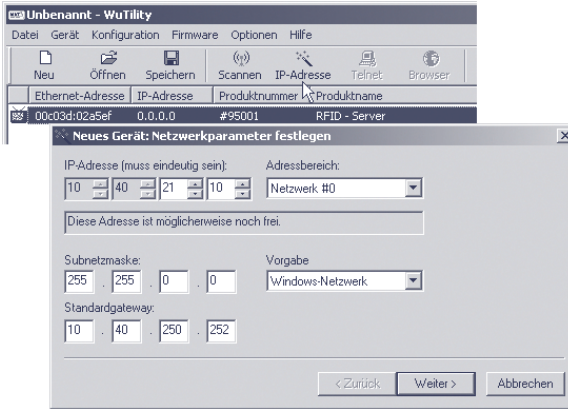 Unbenannt - WuTility
Datei Gerät Konfiguration Firmware Optionen Hilfe
Neu Öffnen Speichern Scannen IP-Adresse Telnet Browser
Ethernet-Adresse IP-Adresse Produktnummer Produktname
00c03d:02a5ef 0.0.0.0 #95001 RFID - Server
Neues Gerät: Netzwerkparameter festlegen
IP-Adresse (muss eindeutig sein): Adressbereich:
10 40 21 10 Netzwerk #0
Diese Adresse ist möglicherweise noch frei.
Subnetzmaske: Vorgabe
255 . 255 . 0 . 0 Windows-Netzwerk
Standardgateway:
10 . 40 . 250 . 252
< Zurück Weiter > Abbrechen